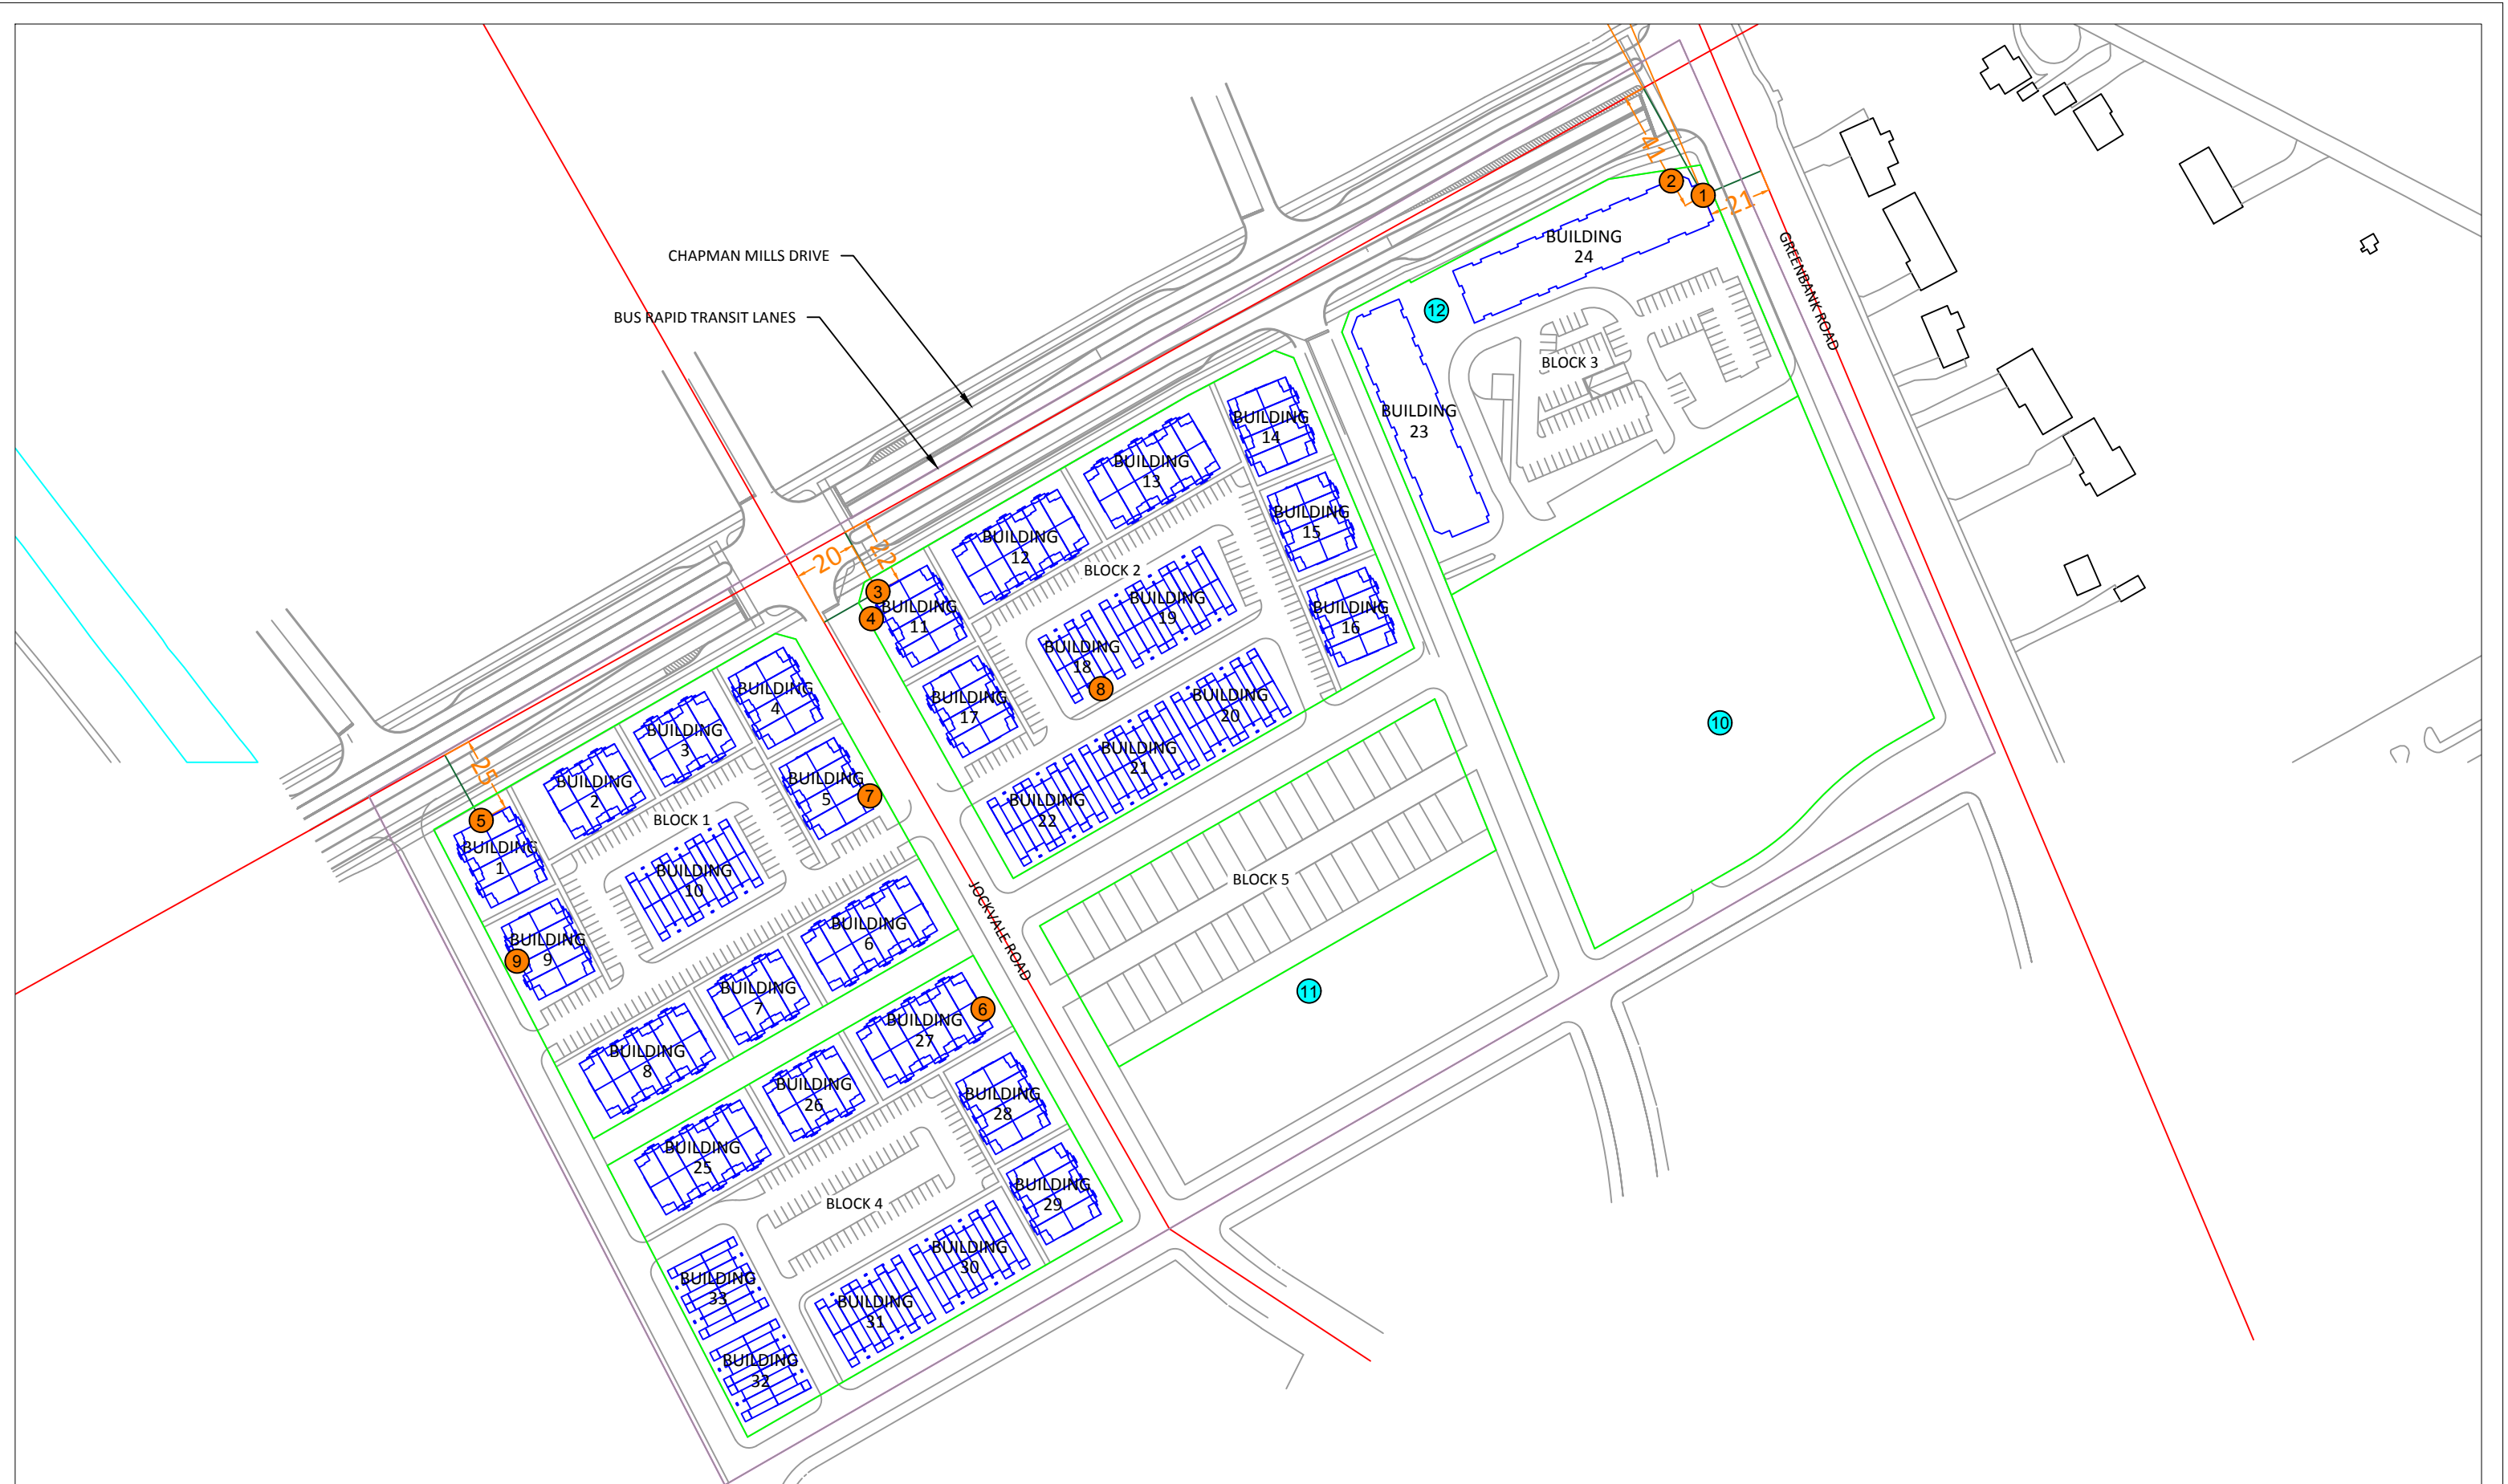 41
2
1
21
BUILDING
24
GREENBANK ROAD
CHAPMAN MILLS DRIVE
BUS RAPID TRANSIT LANES
12
BLOCK 3
BUILDING
23
BUILDING
14
BUILDING
13
BUILDING
15
BUILDING
12
BLOCK 2
20
22
3
4
BUILDING
11
BUILDING
19
BUILDING
16
BUILDING
18
8
BUILDING
17
BUILDING
20
BUILDING
21
BUILDING
22
10
BUILDING
4
BUILDING
3
BUILDING
2
25
5
BUILDING
5
7
BLOCK 1
BUILDING
1
BUILDING
10
BLOCK 5
JOCKVALE ROAD
BUILDING
9
9
BUILDING
6
BUILDING
7
BUILDING
8
11
6
BUILDING
27
BUILDING
26
BUILDING
28
BUILDING
25
BLOCK 4
BUILDING
29
BUILDING
30
BUILDING
33
BUILDING
31
BUILDING
32